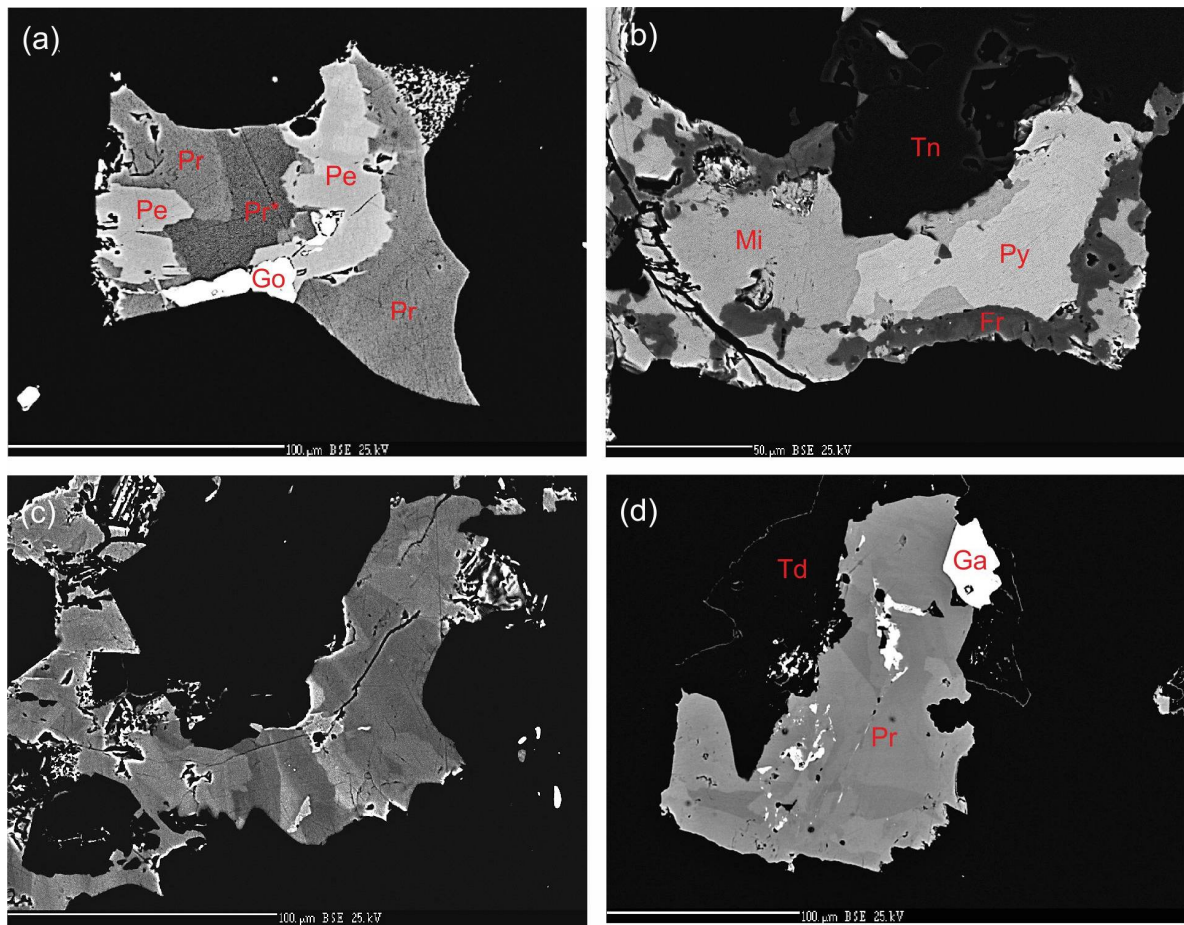 (a)
Pr
Pe
Pe
Pr*
Go
Pr
100.µm BSE 25.kV
(b)
Tn
Mi
Py
Fr
50.µm BSE 25.kV
(c)
100.µm BSE 25.kV
(d)
Td
Ga
Pr
100.µm BSE 25.kV